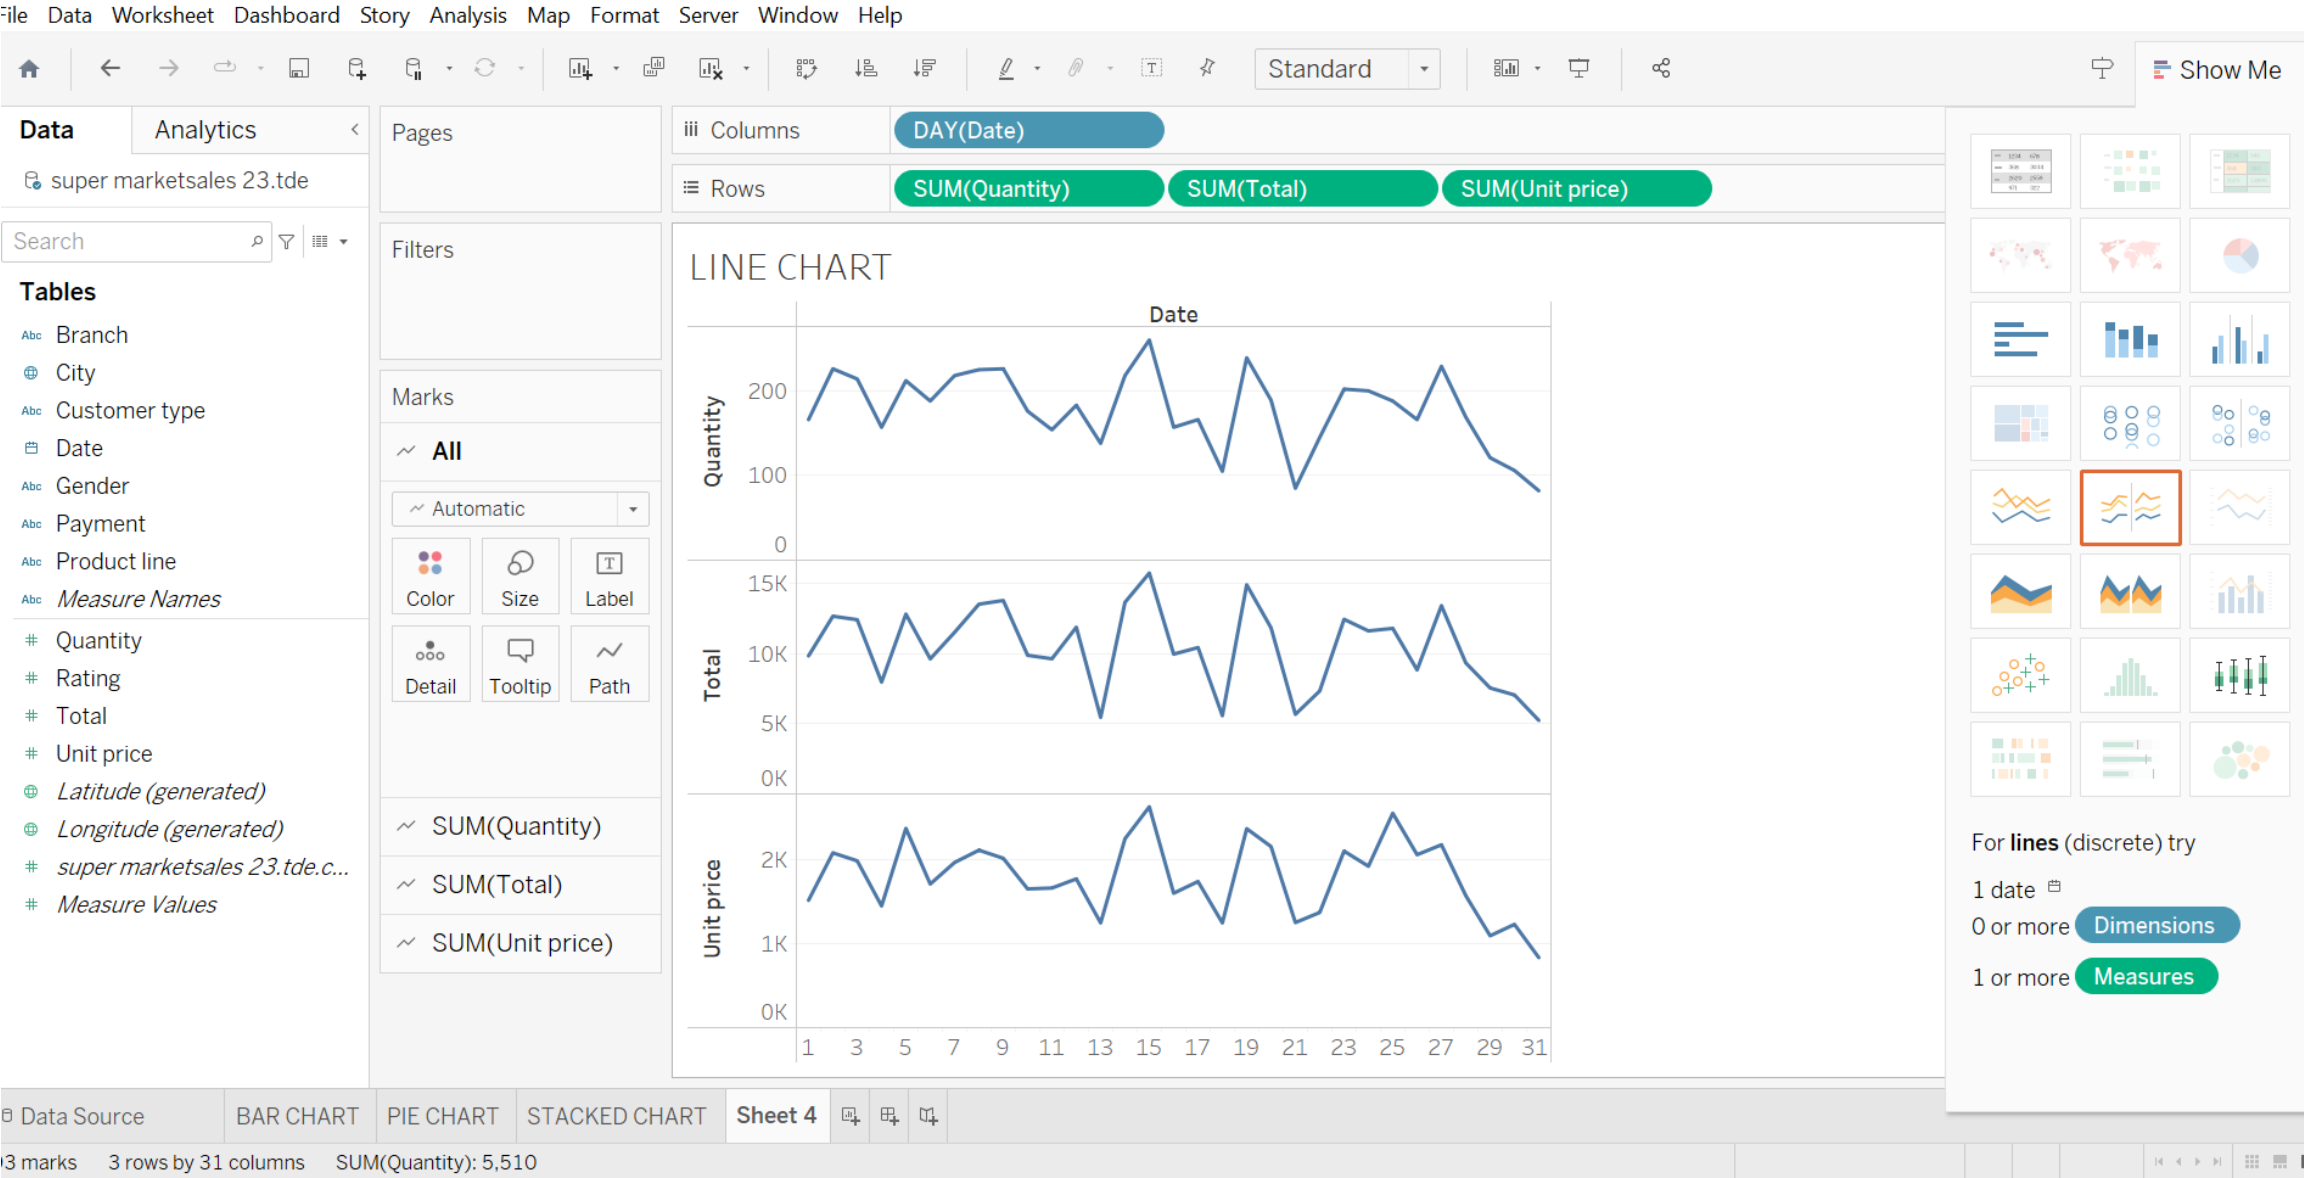 ile Data Worksheet Dashboard Story Analysis Map Format Server Window Help
Standard
Show Me
Data Analytics
super marketsales 23.tde
Search
Tables
Abc Branch
City
Abc Customer type
Date
Abc Gender
Abc Payment
Abc Product line
Abc Measure Names
# Quantity
# Rating
# Total
# Unit price
Latitude (generated)
Longitude (generated)
# super marketsales 23.tde.c...
# Measure Values
Pages
Filters
Marks
All
Automatic
Color Size Label
Detail Tooltip Path
SUM(Quantity)
SUM(Total)
SUM(Unit price)
Columns DAY(Date)
Rows SUM(Quantity) SUM(Total) SUM(Unit price)
LINE CHART
Date
Quantity
200
100
0
Total
15K
10K
5K
0K
Unit price
2K
1K
0K
1 3 5 7 9 11 13 15 17 19 21 23 25 27 29 31
For lines (discrete) try
1 date
0 or more Dimensions
1 or more Measures
Data Source BAR CHART PIE CHART STACKED CHART Sheet 4
3 marks 3 rows by 31 columns SUM(Quantity): 5,510